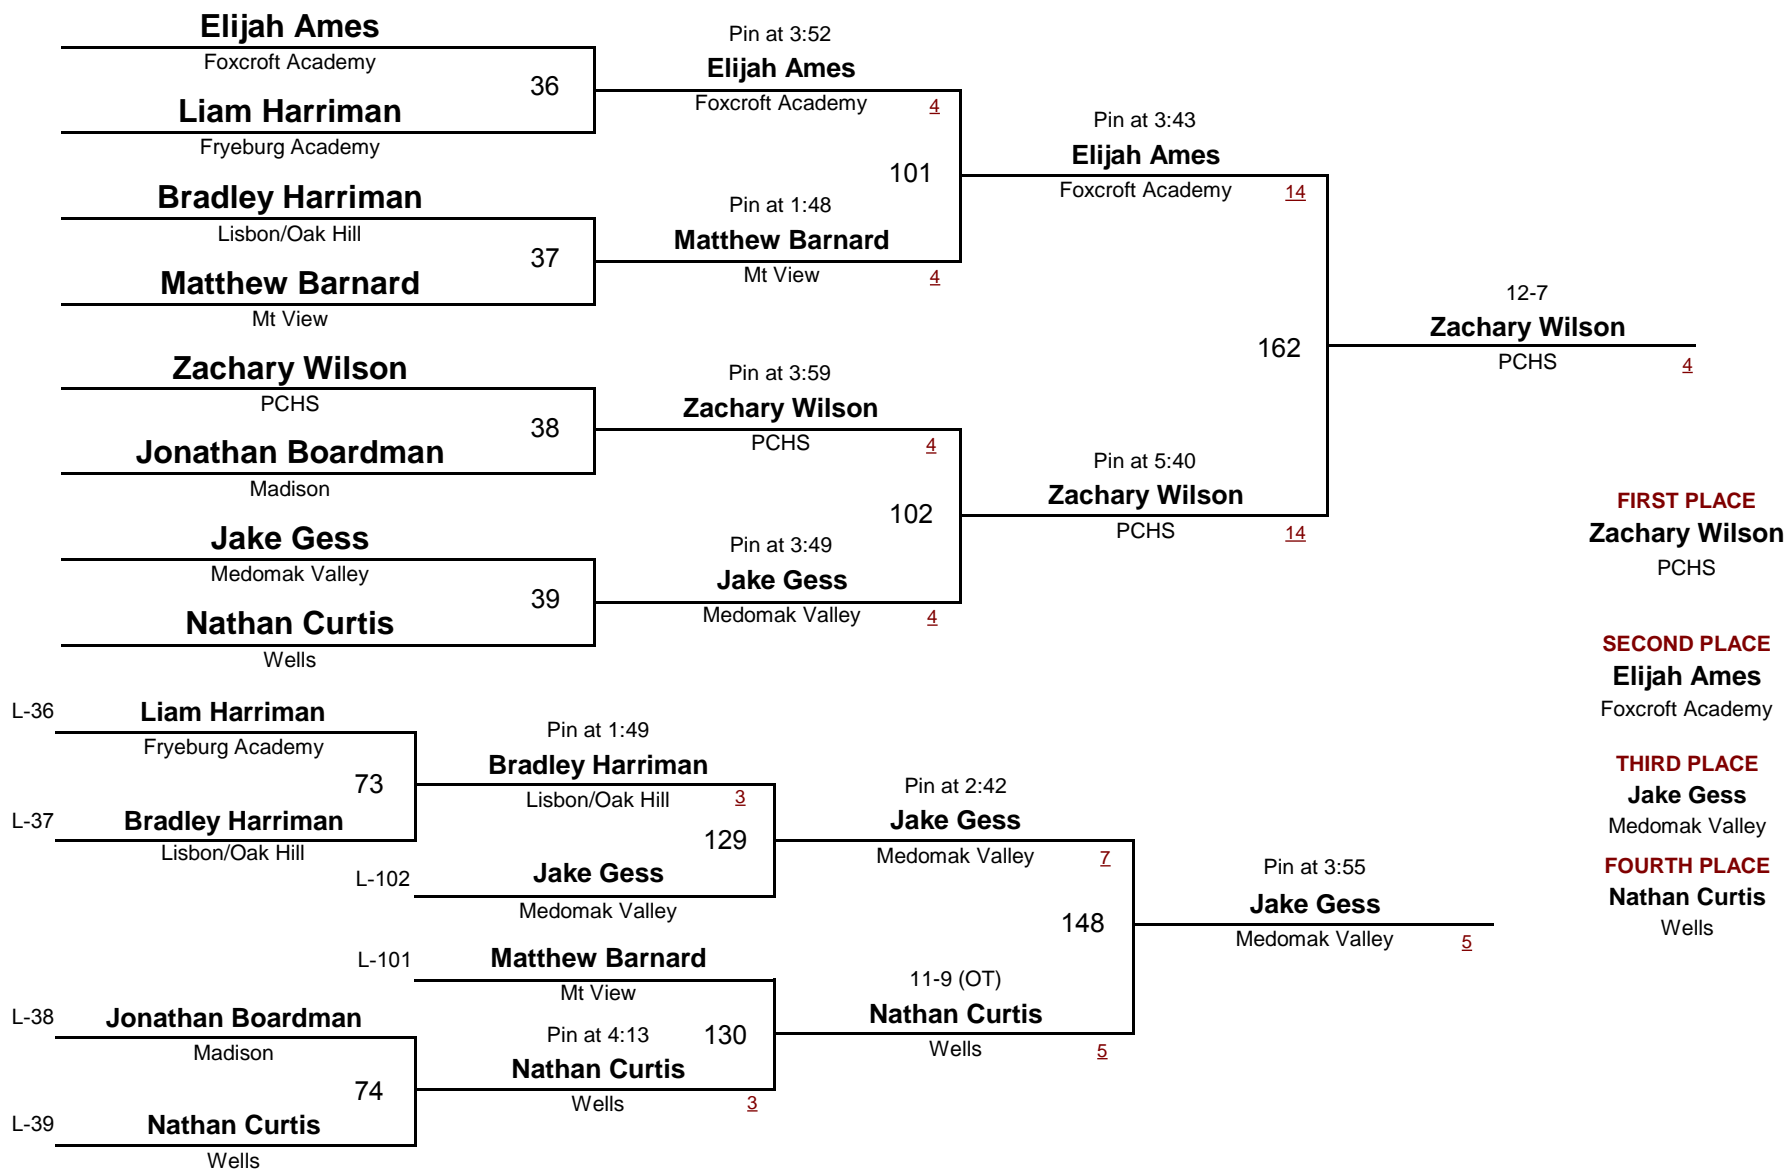 Elijah Ames
Foxcroft Academy
36
Liam Harriman
Fryeburg Academy
Bradley Harriman
Lisbon/Oak Hill
37
Matthew Barnard
Mt View
Zachary Wilson
PCHS
38
Jonathan Boardman
Madison
Jake Gess
Medomak Valley
39
Nathan Curtis
Wells
Pin at 3:52
Elijah Ames
Foxcroft Academy 4
101
Pin at 1:48
Matthew Barnard
Mt View 4
Pin at 3:59
Zachary Wilson
PCHS 4
102
Pin at 3:49
Jake Gess
Medomak Valley 4
Pin at 3:43
Elijah Ames
Foxcroft Academy 14
162
Pin at 5:40
Zachary Wilson
PCHS 14
12-7
Zachary Wilson
PCHS 4
FIRST PLACE
Zachary Wilson
PCHS
SECOND PLACE
Elijah Ames
Foxcroft Academy
THIRD PLACE
Jake Gess
Medomak Valley
FOURTH PLACE
Nathan Curtis
Wells
L-36 Liam Harriman
Fryeburg Academy
73
L-37 Bradley Harriman
Lisbon/Oak Hill
Pin at 1:49
Bradley Harriman
Lisbon/Oak Hill 3
129
L-102 Jake Gess
Medomak Valley
L-101 Matthew Barnard
Mt View
130
L-38 Jonathan Boardman
Madison
74
L-39 Nathan Curtis
Wells
Pin at 4:13
Nathan Curtis
Wells 3
Pin at 2:42
Jake Gess
Medomak Valley 7
148
11-9 (OT)
Nathan Curtis
Wells 5
Pin at 3:55
Jake Gess
Medomak Valley 5